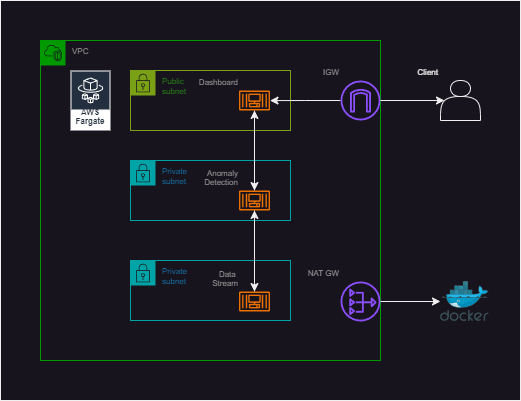 VPC
AWS
Fargate
Public
subnet
Dashboard
IGW
Client
Private
subnet
Anomaly
Detection
Private
subnet
Data
Stream
NAT GW
docker